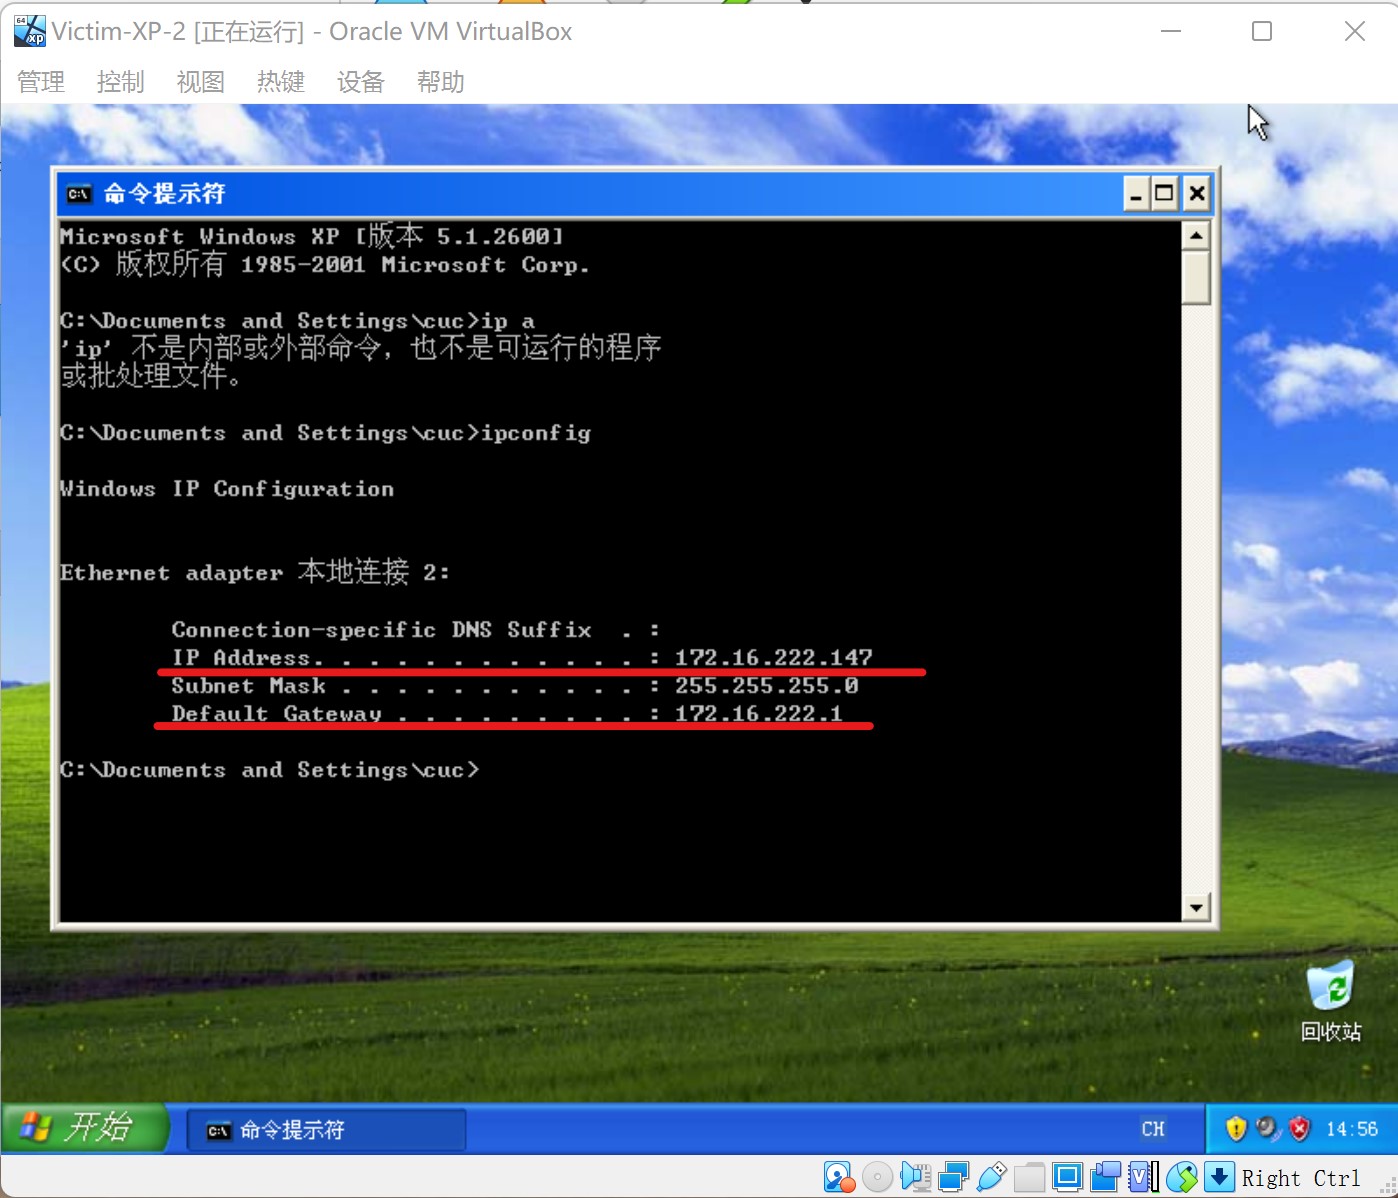 Victim-XP-2 [正在运行] - Oracle VM VirtualBox
管理 控制 视图 热键 设备 帮助
命令提示符
Microsoft Windows XP [版本 5.1.2600]
(C) 版权所有 1985-2001 Microsoft Corp.
C:\Documents and Settings\cuc>ip a
'ip' 不是内部或外部命令，也不是可运行的程序
或批处理文件。
C:\Documents and Settings\cuc>ipconfig
Windows IP Configuration
Ethernet adapter 本地连接 2:
Connection-specific DNS Suffix  . :
IP Address. . . . . . . . . . . . : 172.16.222.147
Subnet Mask . . . . . . . . . . . : 255.255.255.0
Default Gateway . . . . . . . . . : 172.16.222.1
C:\Documents and Settings\cuc>
回收站
开始 命令提示符 CH 14:56
Right Ctrl